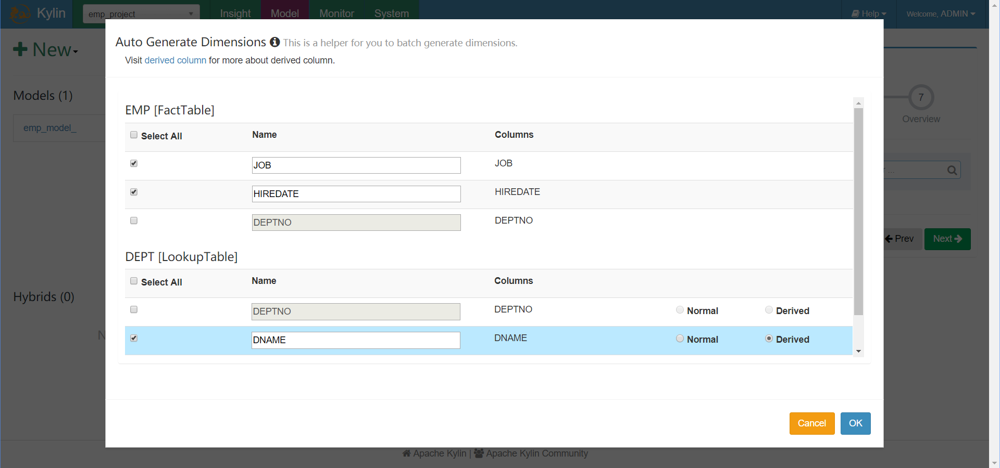 Kylin
emp_project
Insight
Model
Monitor
System
Help
Welcome, ADMIN
New
Models (1)
emp_model_
Hybrids (0)
N
7
Overview
r ...
Prev
Next
Auto Generate Dimensions This is a helper for you to batch generate dimensions.
Visit derived column for more about derived column.
EMP [FactTable]
Select All Name Columns
JOB JOB
HIREDATE HIREDATE
DEPTNO DEPTNO
DEPT [LookupTable]
Select All Name Columns
DEPTNO DEPTNO Normal Derived
DNAME DNAME Normal Derived
Cancel OK
Apache Kylin | Apache Kylin Community